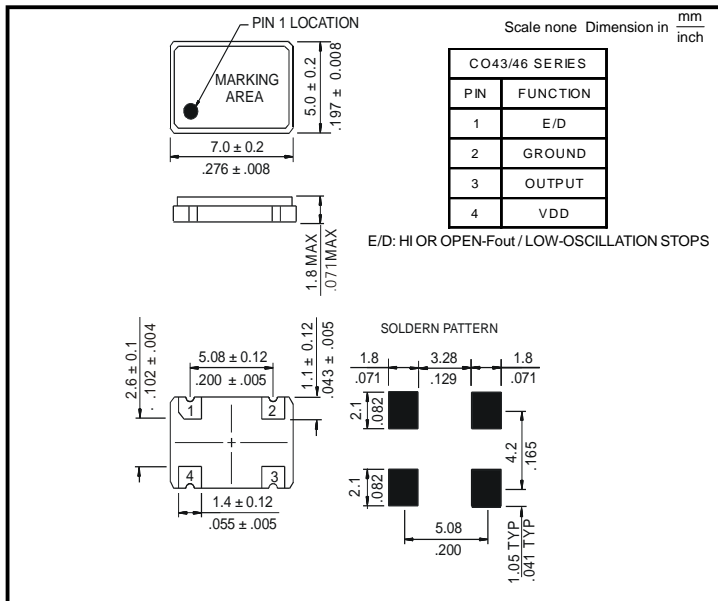 PIN 1 LOCATION
Scale none Dimension in mm
inch
MARKING
AREA
5.0 ± 0.2
.197 ± 0.008
7.0 ± 0.2
.276 ± .008
CO43/46 SERIES
PIN FUNCTION
1 E/D
2 GROUND
3 OUTPUT
4 VDD
E/D: HI OR OPEN-Fout / LOW-OSCILLATION STOPS
1.8 MAX
.071 MAX
2.6 ± 0.1
.102 ± .004
5.08 ± 0.12
.200 ± .005
1.1 ± 0.12
.043 ± .005
1 2
4 3
1.4 ± 0.12
.055 ± .005
SOLDERN PATTERN
1.8 3.28 1.8
.071 .129 .071
2.1
.082
4.2
.165
2.1
.082
5.08
.200
1.05 TYP
.041 TYP